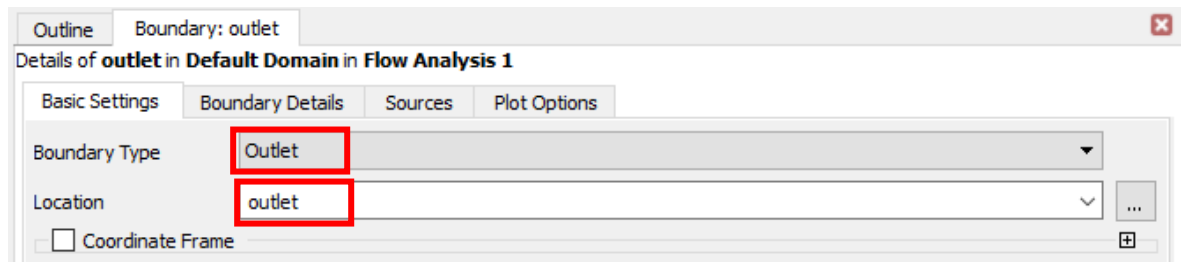 Outline Boundary: outlet
Details of outlet in Default Domain in Flow Analysis 1
Basic Settings Boundary Details Sources Plot Options
Boundary Type Outlet
Location outlet ...
Coordinate Frame